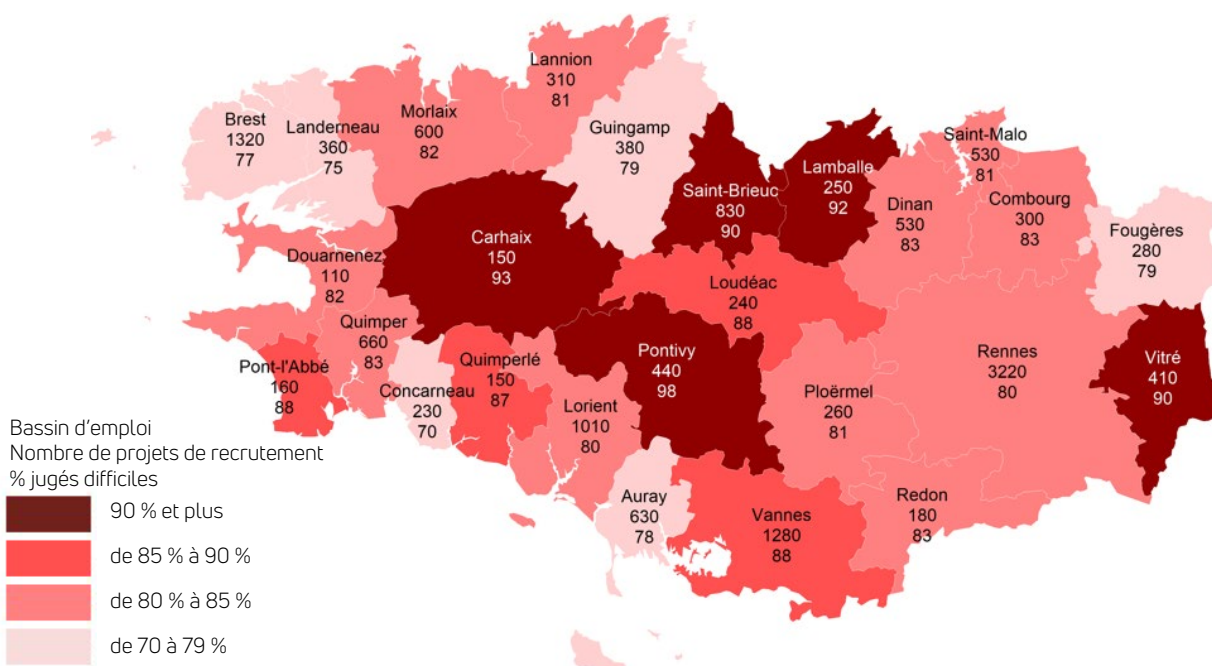 Lannion
310
81
Brest
1320
77
Landerneau
360
75
Morlaix
600
82
Guingamp
380
79
Saint-Brieuc
830
90
Lamballe
250
92
Saint-Malo
530
81
Dinan
530
83
Combourg
300
83
Fougères
280
79
Carhaix
150
93
Douarnenez
110
82
Loudéac
240
88
Quimper
660
83
Pont-l'Abbé
160
88
Concarneau
230
70
Quimperlé
150
87
Lorient
1010
80
Pontivy
440
98
Ploërmel
260
81
Rennes
3220
80
Vitré
410
90
Auray
630
78
Vannes
1280
88
Redon
180
83
Bassin d'emploi
Nombre de projets de recrutement
% jugés difficiles
90 % et plus
de 85 % à 90 %
de 80 % à 85 %
de 70 à 79 %